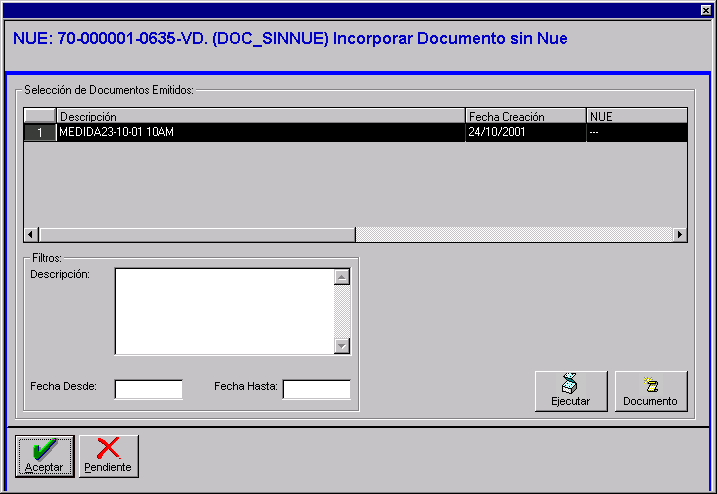 NUE: 70-000001-0635-VD. (DOC_SINNUE) Incorporar Documento sin Nue
Selección de Documentos Emitidos:
Descripción Fecha Creación NUE
1 MEDIDA23-10-01 10AM 24/10/2001 ---
Filtros:
Descripción:
Fecha Desde: Fecha Hasta:
Ejecutar Documento
Aceptar Pendiente